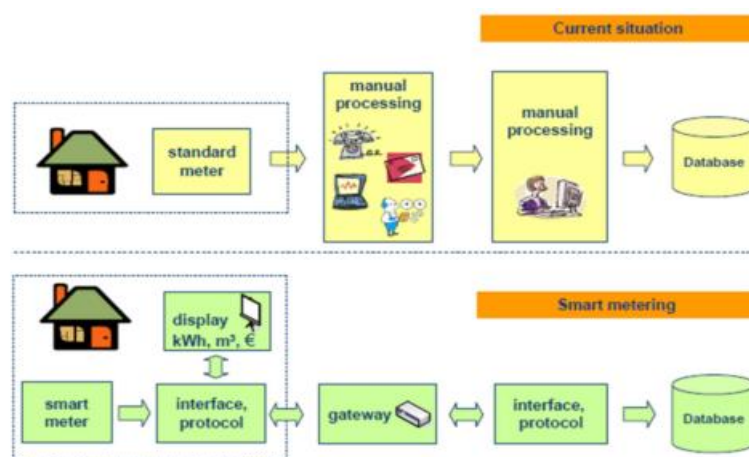 Current situation
manual
processing
manual
processing
standard
meter
Database
Smart metering
display
kWh, m³, €
smart
meter
interface,
protocol
gateway
interface,
protocol
Database